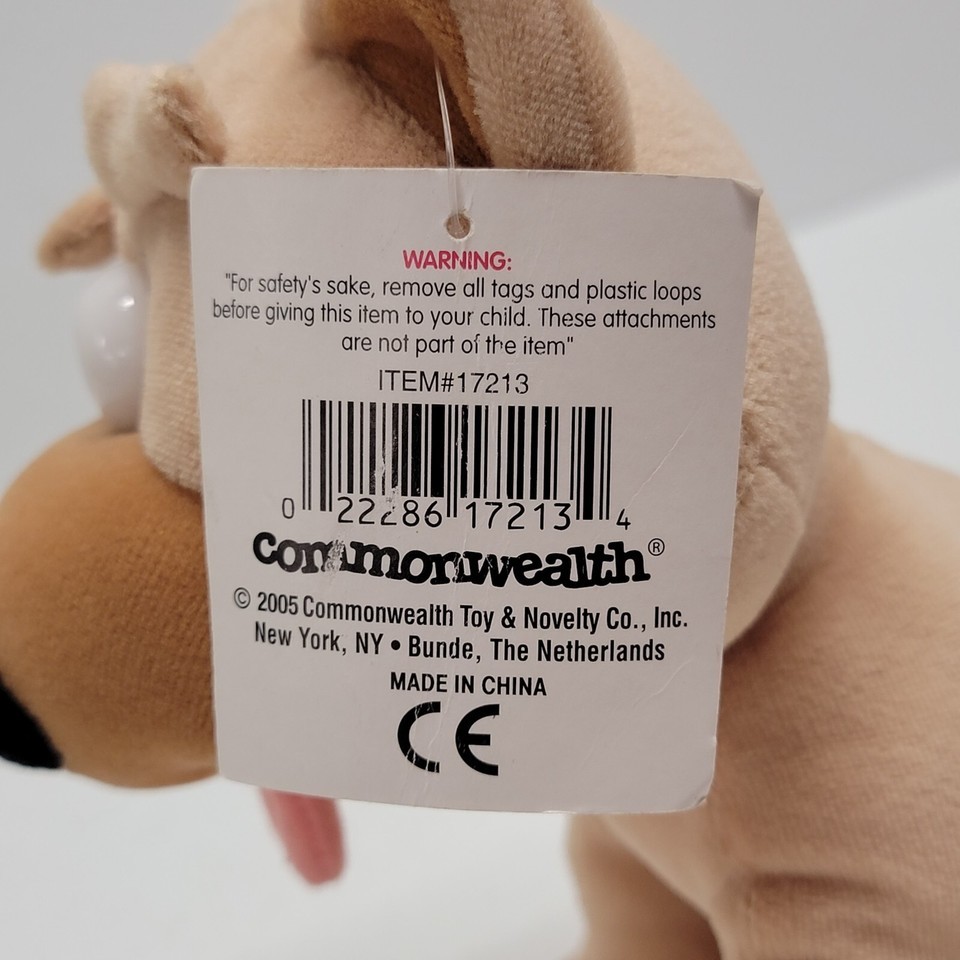 WARNING:
"For safety's sake, remove all tags and plastic loops
before giving this item to your child. These attachments
are not part of the item"
ITEM#17213
0 22286 17213 4
commonwealth®
© 2005 Commonwealth Toy & Novelty Co., Inc.
New York, NY • Bunde, The Netherlands
MADE IN CHINA
CE